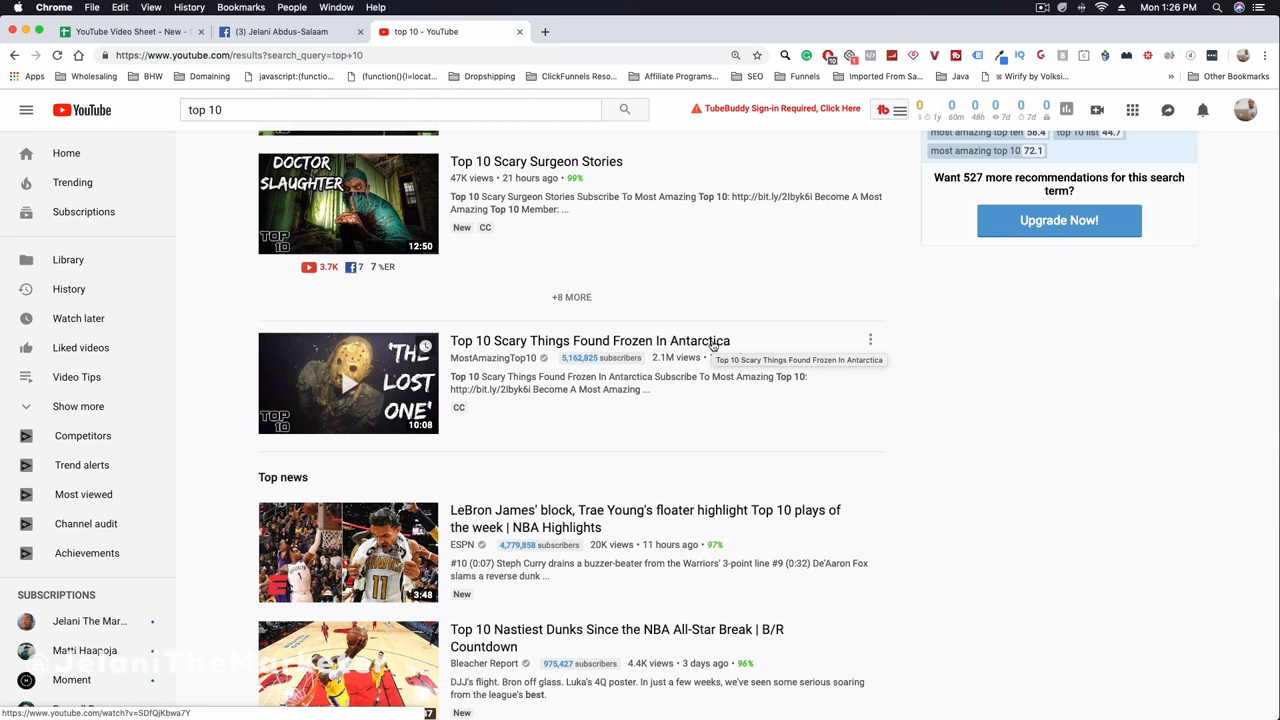 Chrome File Edit View History Bookmarks People Window Help
Mon 1:26 PM
YouTube Video Sheet - New - G
(3) Jelani Abdus-Salaam
top 10 - YouTube
https://www.youtube.com/results?search_query=top+10
Apps Wholesaling BHW Domaining javascript:(functio... (function(){l=locat... Dropshipping ClickFunnels Reso... Affiliate Programs... SEO Funnels Imported From Sa... Java Wirify by Volksi... » Other Bookmarks
YouTube
top 10
TubeBuddy Sign-in Required, Click Here
tb
0 0 0 0 0
1y 60m 48h 7d 7d
most amazing top ten 58.4 top 10 list 44.7
most amazing top 10 72.1
Want 527 more recommendations for this search
term?
Upgrade Now!
Home
Trending
Subscriptions
Library
History
Watch later
Liked videos
Video Tips
Show more
Competitors
Trend alerts
Most viewed
Channel audit
Achievements
SUBSCRIPTIONS
Jelani The Mar...
Matti Haapoja
Moment
DOCTOR
SLAUGHTER
TOP
10
12:50
Top 10 Scary Surgeon Stories
47K views • 21 hours ago • 99%
Top 10 Scary Surgeon Stories Subscribe To Most Amazing Top 10: http://bit.ly/2Ibyk6i Become A Most
Amazing Top 10 Member: ...
New CC
3.7K 7 7 %ER
+8 MORE
'THE
LOST
ONE'
TOP
10
10:08
Top 10 Scary Things Found Frozen In Antarctica
MostAmazingTop10 5,162,825 subscribers 2.1M views •
Top 10 Scary Things Found Frozen In Antarctica
Top 10 Scary Things Found Frozen In Antarctica Subscribe To Most Amazing Top 10:
http://bit.ly/2Ibyk6i Become A Most Amazing ...
CC
Top news
3:48
LeBron James' block, Trae Young's floater highlight Top 10 plays of
the week | NBA Highlights
ESPN 4,779,858 subscribers 20K views • 11 hours ago • 97%
#10 (0:07) Steph Curry drains a buzzer-beater from the Warriors' 3-point line #9 (0:32) De'Aaron Fox
slams a reverse dunk ...
New
Top 10 Nastiest Dunks Since the NBA All-Star Break | B/R
Countdown
Bleacher Report 975,427 subscribers 4.4K views • 3 days ago • 96%
DJJ's flight. Bron off glass. Luka's 4Q poster. In just a few weeks, we've seen some serious soaring
from the league's best.
New
@JelaniTheMarketer
https://www.youtube.com/watch?v=SDfQjKbwa7Y